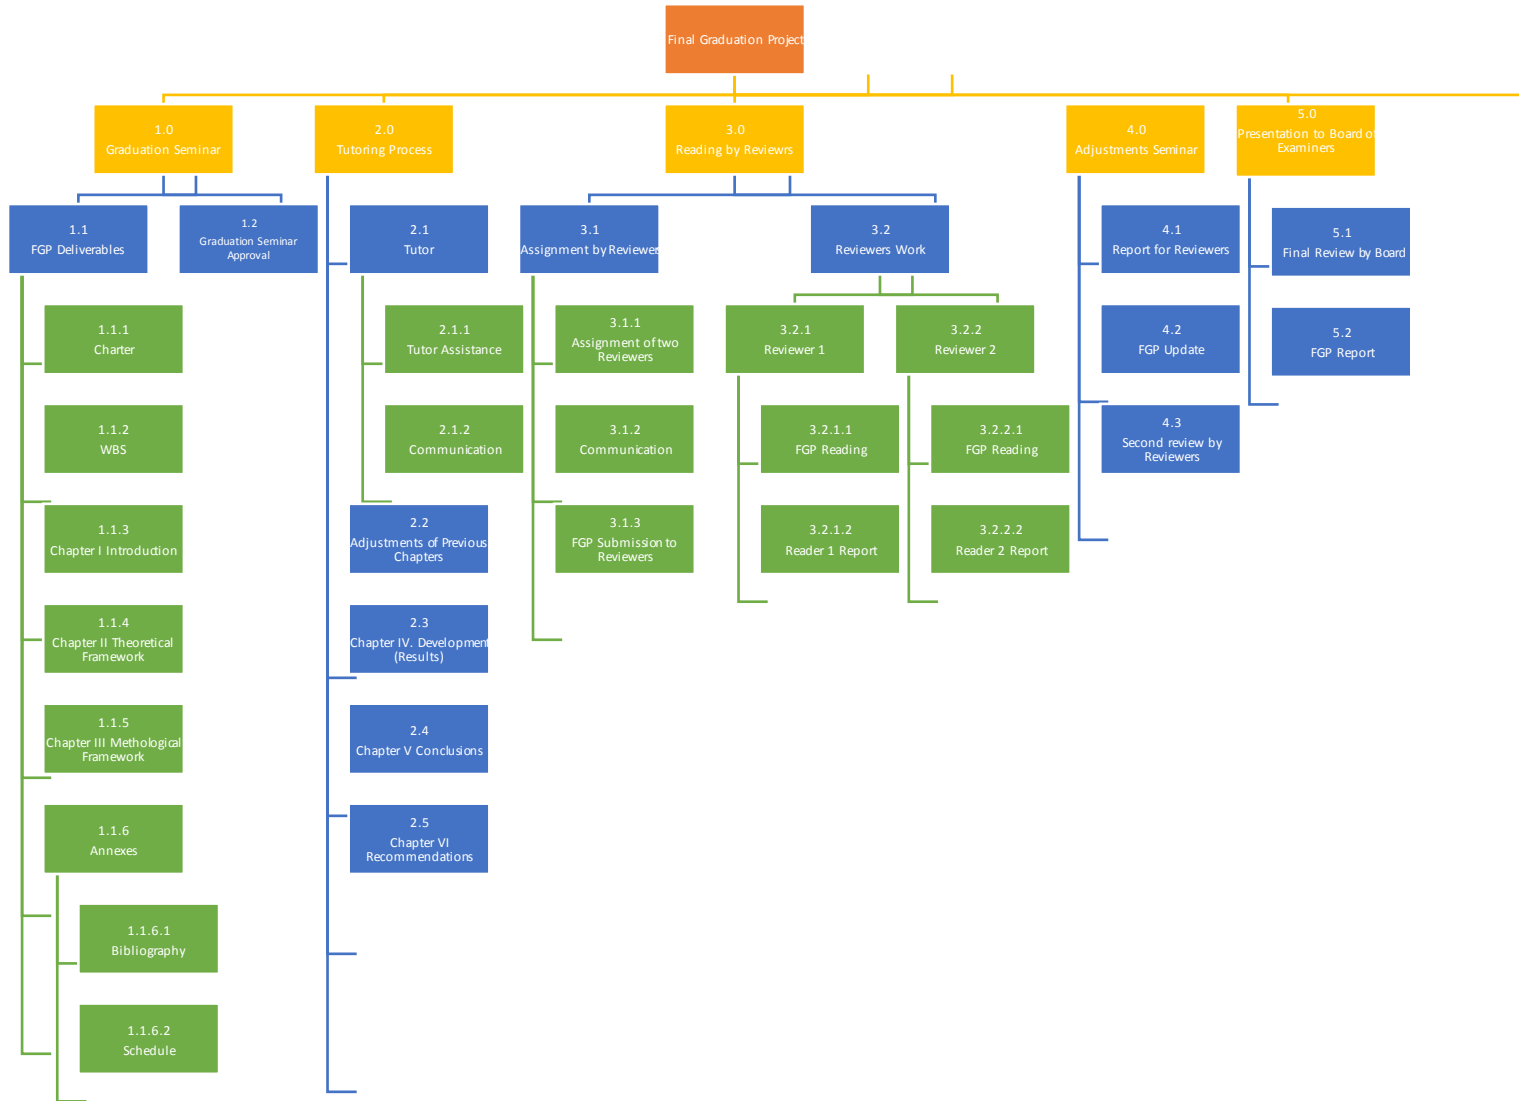 Final Graduation Project
1.0
Graduation Seminar
2.0
Tutoring Process
3.0
Reading by Reviewrs
4.0
Adjustments Seminar
5.0
Presentation to Board of
Examiners
1.1
FGP Deliverables
1.2
Graduation Seminar
Approval
2.1
Tutor
3.1
Assignment by Reviewer
3.2
Reviewers Work
4.1
Report for Reviewers
5.1
Final Review by Board
1.1.1
Charter
2.1.1
Tutor Assistance
3.1.1
Assignment of two
Reviewers
3.2.1
Reviewer 1
3.2.2
Reviewer 2
4.2
FGP Update
5.2
FGP Report
1.1.2
WBS
2.1.2
Communication
3.1.2
Communication
3.2.1.1
FGP Reading
3.2.2.1
FGP Reading
4.3
Second review by
Reviewers
1.1.3
Chapter I Introduction
2.2
Adjustments of Previous
Chapters
3.1.3
FGP Submission to
Reviewers
3.2.1.2
Reader 1 Report
3.2.2.2
Reader 2 Report
1.1.4
Chapter II Theoretical
Framework
2.3
Chapter IV. Development
(Results)
1.1.5
Chapter III Methological
Framework
2.4
Chapter V Conclusions
1.1.6
Annexes
2.5
Chapter VI
Recommendations
1.1.6.1
Bibliography
1.1.6.2
Schedule